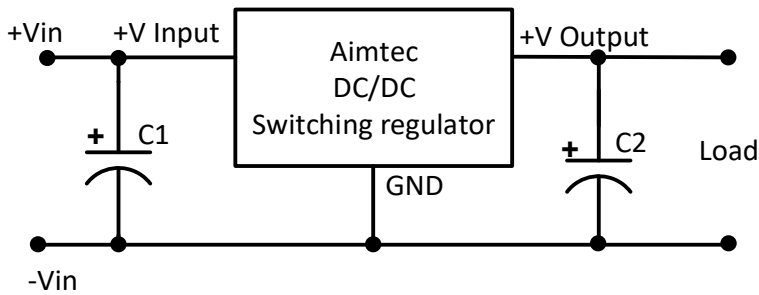 +Vin
+V Input
Aimtec
DC/DC
Switching regulator
+V Output
+
C1
+
C2
Load
GND
-Vin